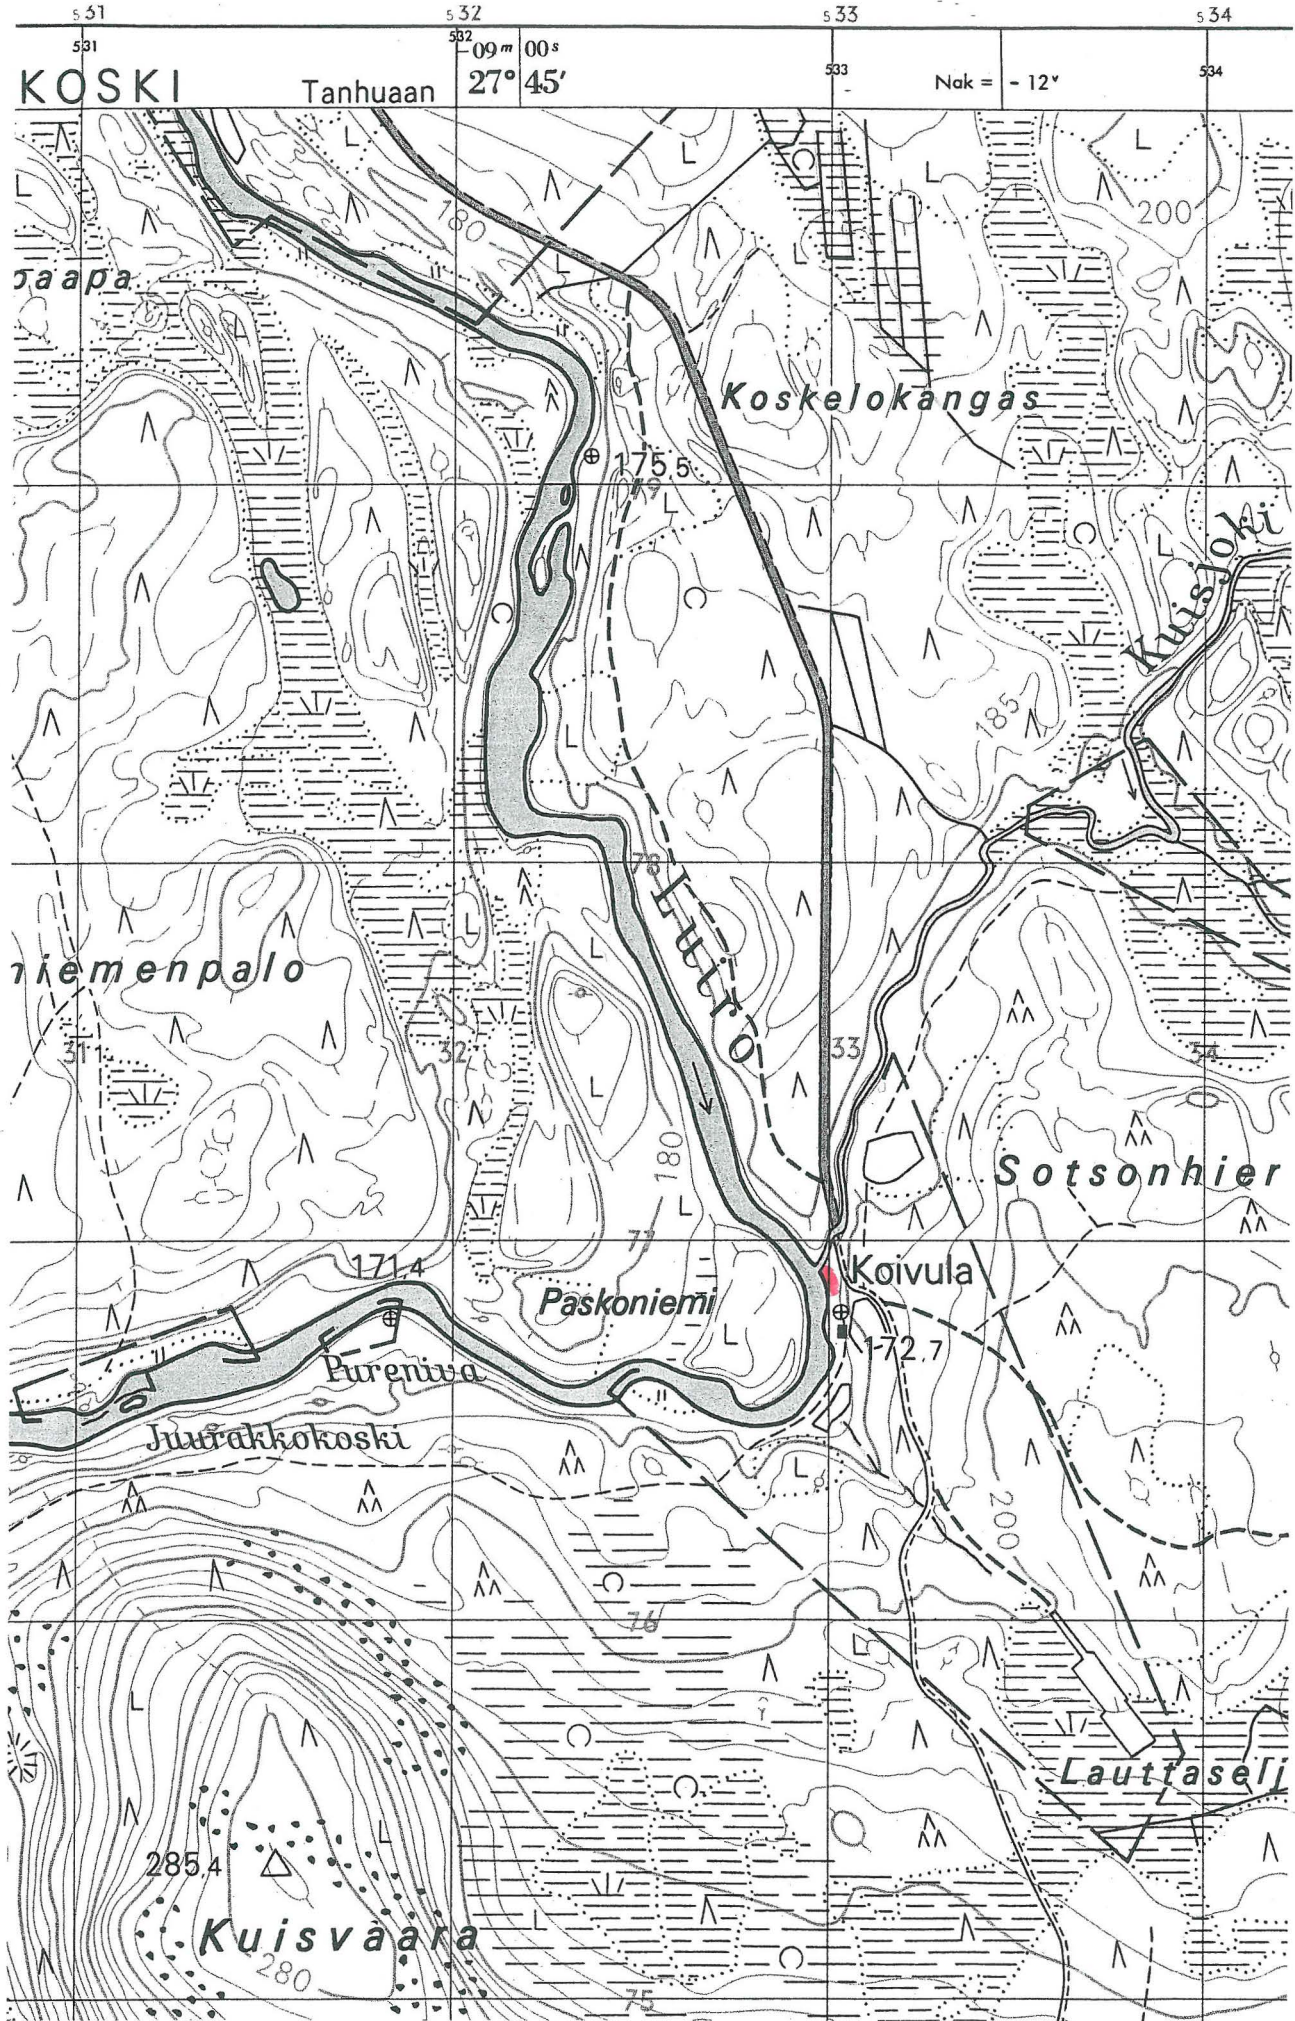 531 532 533 534
531 532 533 534
-09ᵐ 00ˢ
KOSKI Tanhuaan 27° 45′ Nak = - 12ᵛ
L L L L C L
180 200
aapa
L L L
Koskelokangas
175.5
79
L C L
Kuisjoki
C C
185
L
78
Luiro
L L
niemenpalo
31 32 33 34
L
180
Sotsonhier
L
77
Koivula
171,4
Paskoniemi
L
172.7
Pureniva
Juurakkokoski
L
200
C
76
L
L
C
C
Lauttaselj
L
285,4
L
Kuisvaara
C
280
75